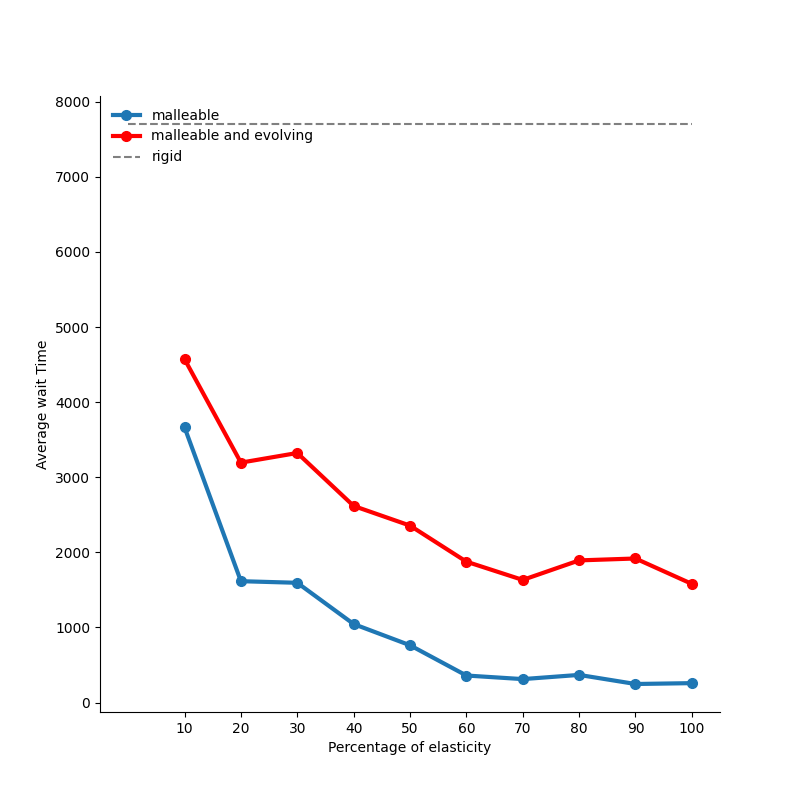 malleable
malleable and evolving
rigid
Average wait Time
8000
7000
6000
5000
4000
3000
2000
1000
0
10 20 30 40 50 60 70 80 90 100
Percentage of elasticity